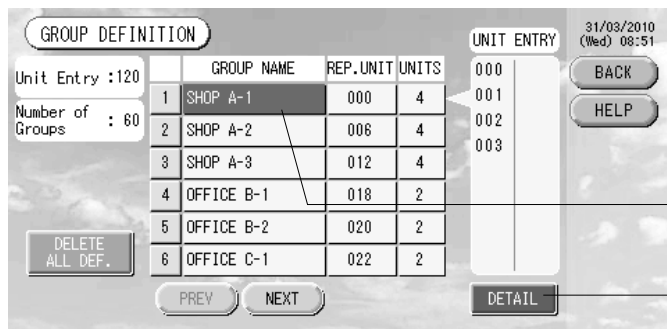 GROUP DEFINITION
31/03/2010
(Wed) 08:51
Unit Entry :120
Number of Groups : 60
GROUP NAME REP.UNIT UNITS
1 SHOP A-1 000 4
2 SHOP A-2 006 4
3 SHOP A-3 012 4
4 OFFICE B-1 018 2
5 OFFICE B-2 020 2
6 OFFICE C-1 022 2
UNIT ENTRY
000
001
002
003
BACK
HELP
DELETE
ALL DEF.
PREV NEXT
DETAIL